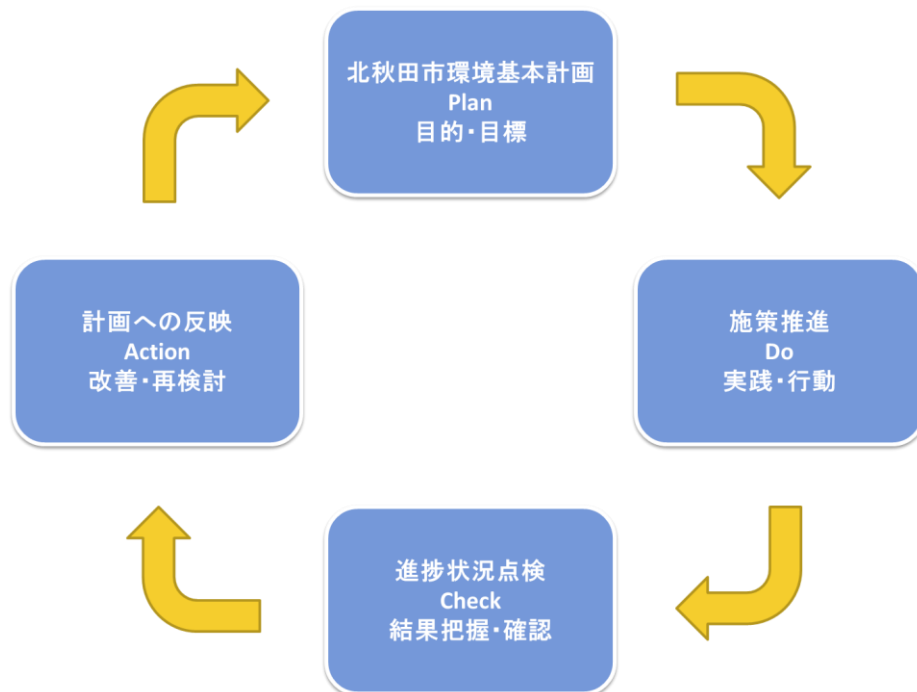 北秋田市環境基本計画
Plan
目的・目標
施策推進
Do
実践・行動
進捗状況点検
Check
結果把握・確認
計画への反映
Action
改善・再検討